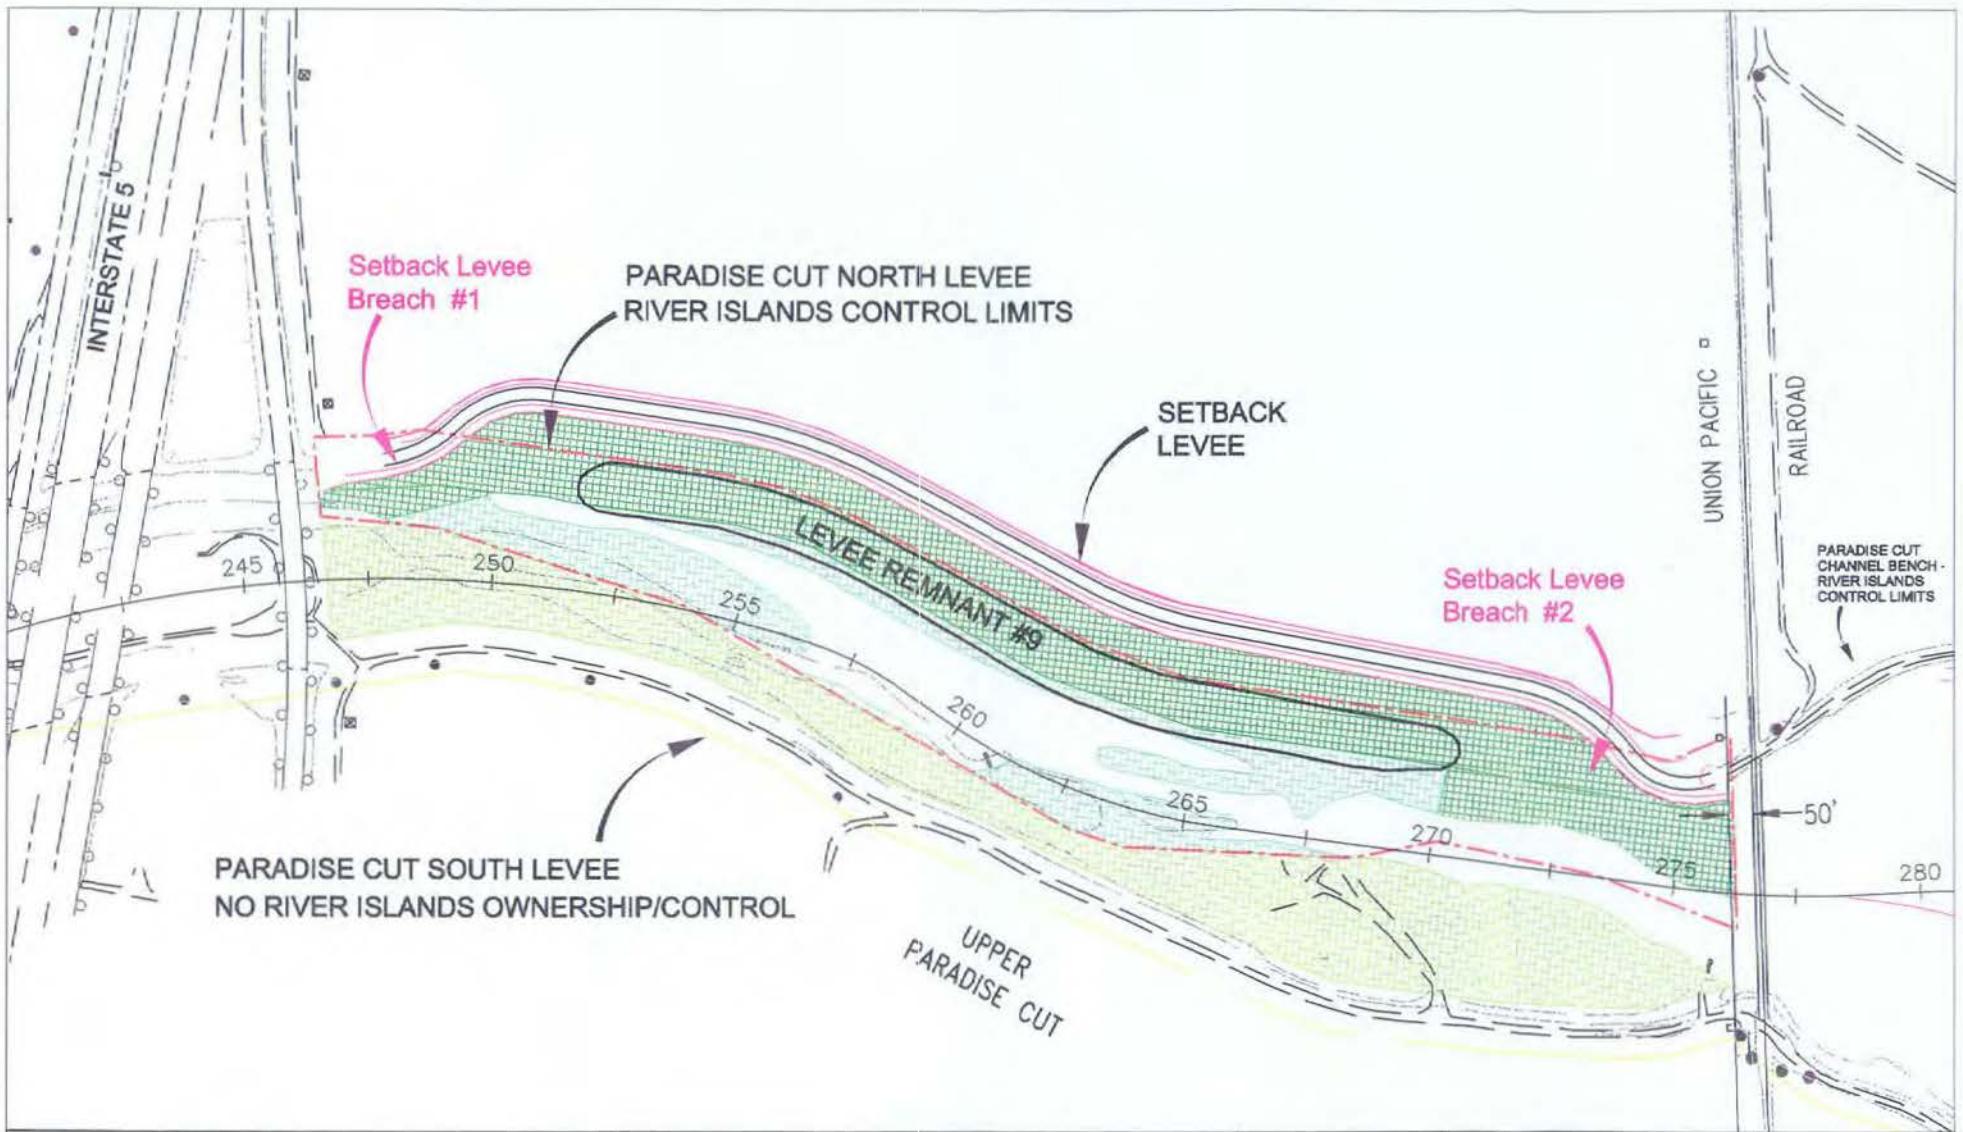 INTERSTATE 5
Setback Levee
Breach #1
PARADISE CUT NORTH LEVEE
RIVER ISLANDS CONTROL LIMITS
SETBACK
LEVEE
UNION PACIFIC
RAILROAD
PARADISE CUT
CHANNEL BENCH -
RIVER ISLANDS
CONTROL LIMITS
LEVEE REMNANT #9
Setback Levee
Breach #2
245
250
255
260
265
270
275
280
50'
PARADISE CUT SOUTH LEVEE
NO RIVER ISLANDS OWNERSHIP/CONTROL
UPPER
PARADISE CUT